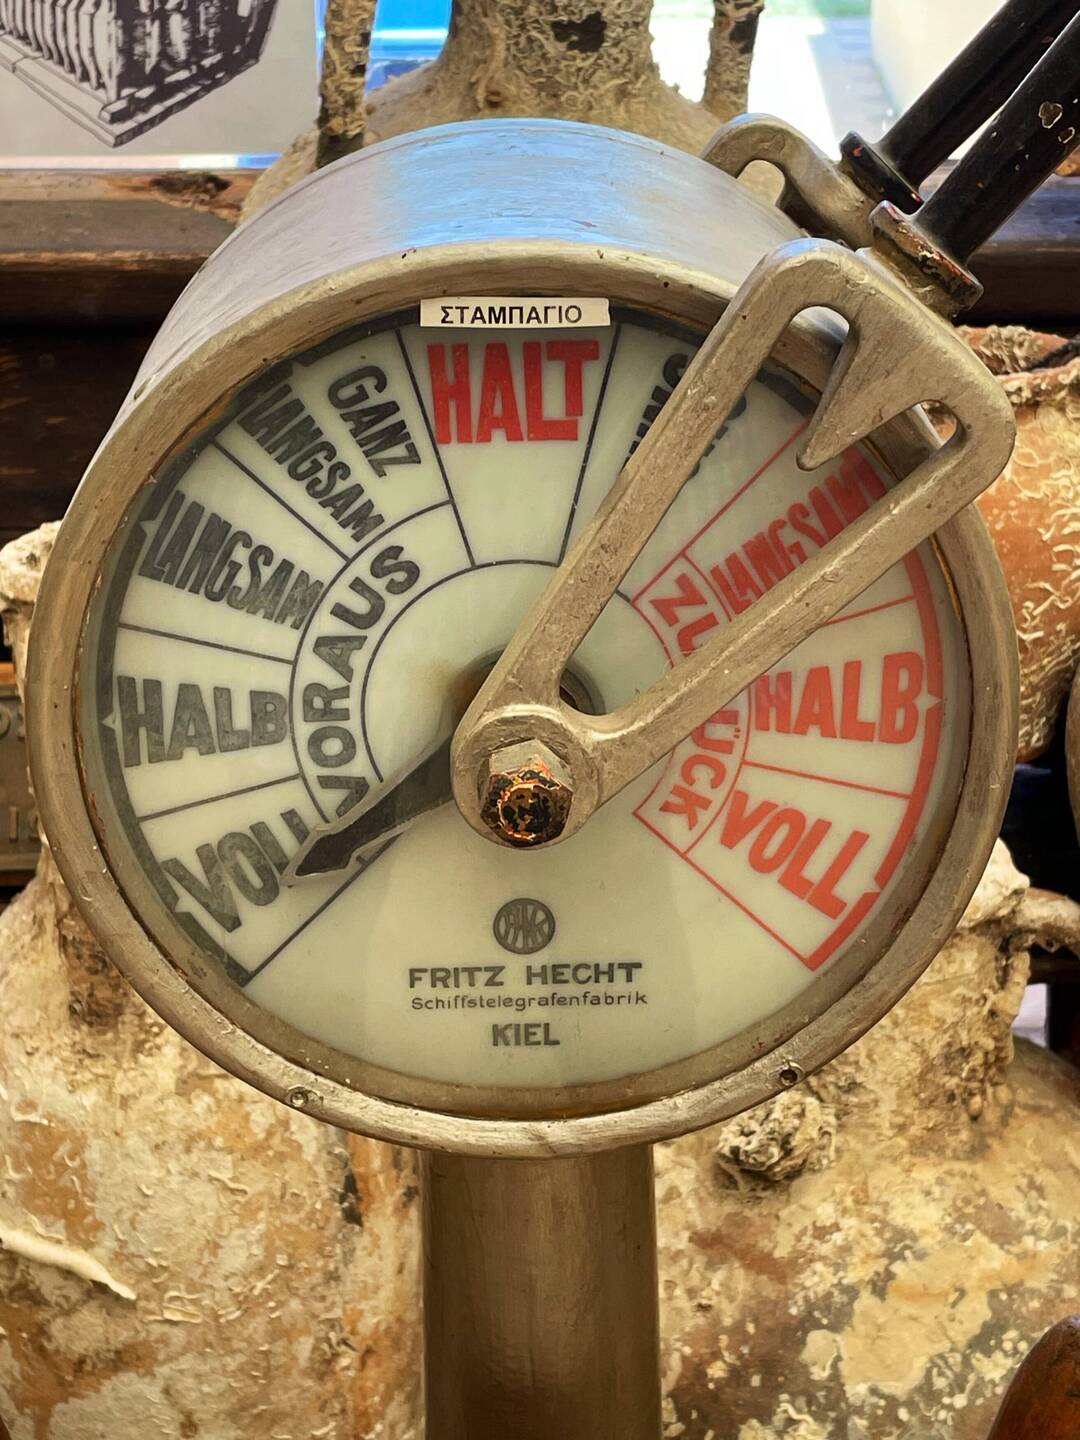 ΣΤΑΜΠΑΓΙΟ
HALT
GANZ
LANGSAM
LANGSAM
HALB
VOLL
VORAUS
LANGSAM
HALB
VOLL
ZURÜCK
FRITZ HECHT
Schiffstelegrafenfabrik
KIEL